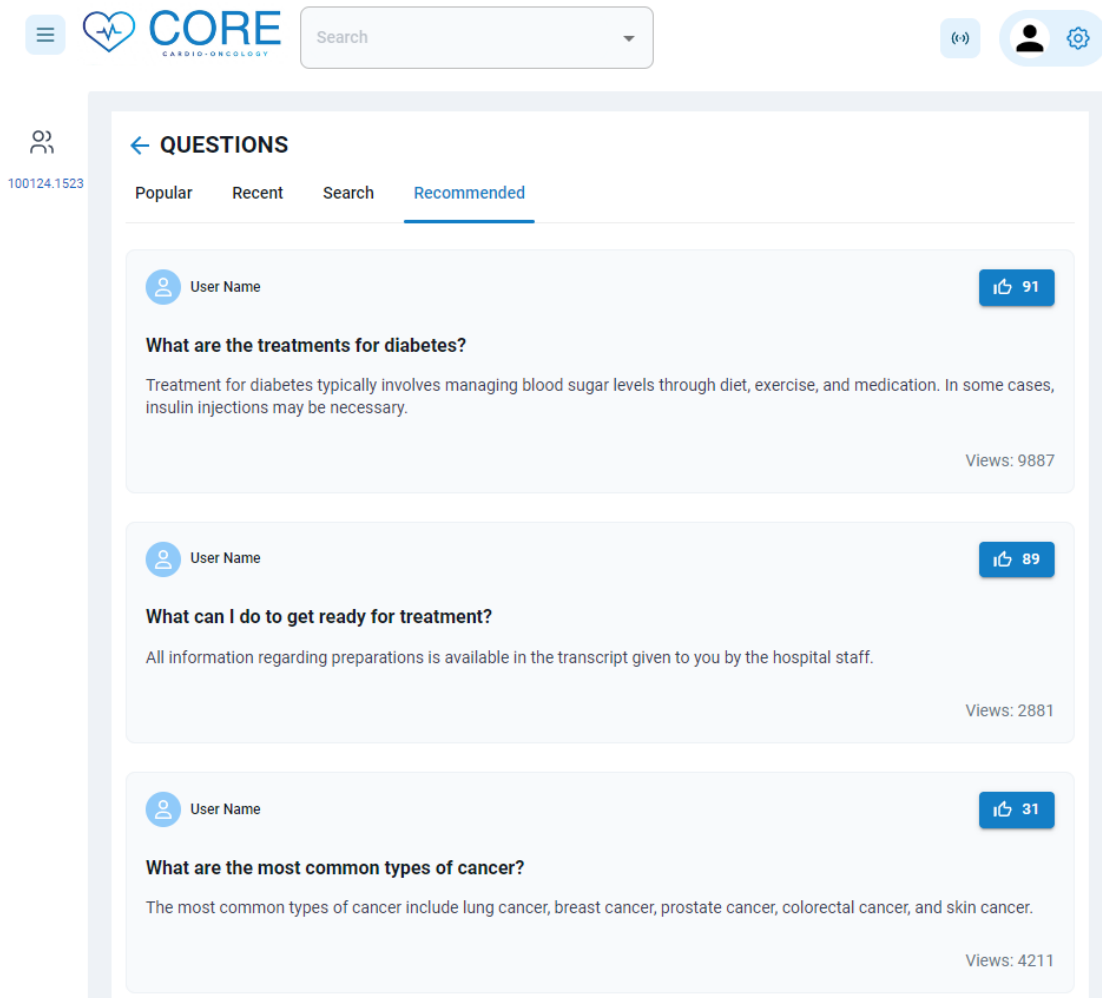 CORE
CARDIO-ONCOLOGY
Search
100124.1523
QUESTIONS
Popular Recent Search Recommended
User Name
91
What are the treatments for diabetes?
Treatment for diabetes typically involves managing blood sugar levels through diet, exercise, and medication. In some cases,
insulin injections may be necessary.
Views: 9887
User Name
89
What can I do to get ready for treatment?
All information regarding preparations is available in the transcript given to you by the hospital staff.
Views: 2881
User Name
31
What are the most common types of cancer?
The most common types of cancer include lung cancer, breast cancer, prostate cancer, colorectal cancer, and skin cancer.
Views: 4211